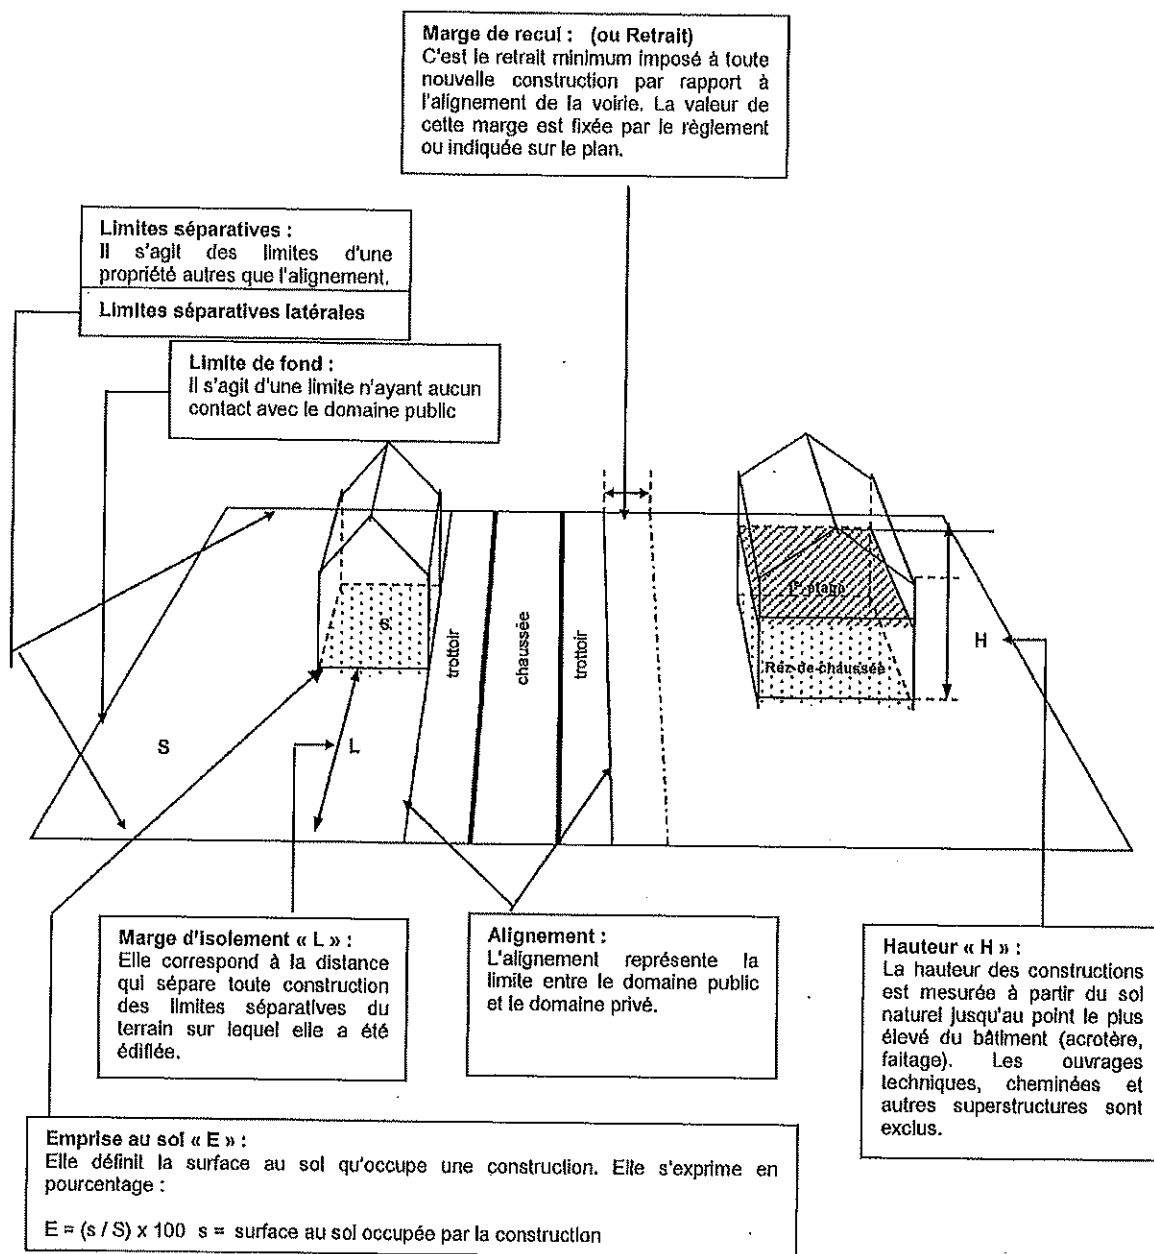 Marge de recul : (ou Retrait)
C'est le retrait minimum imposé à toute
nouvelle construction par rapport à
l'alignement de la voirie. La valeur de
cette marge est fixée par le règlement
ou indiquée sur le plan.
Limites séparatives :
Il s'agit des limites d'une
propriété autres que l'alignement.
Limites séparatives latérales
Limite de fond :
Il s'agit d'une limite n'ayant aucun
contact avec le domaine public
s
trottoir
chaussée
trottoir
étage
Rez-de-chaussée
H
S
L
Marge d'isolement « L » :
Elle correspond à la distance
qui sépare toute construction
des limites séparatives du
terrain sur lequel elle a été
édifiée.
Alignement :
L'alignement représente la
limite entre le domaine public
et le domaine privé.
Hauteur « H » :
La hauteur des constructions
est mesurée à partir du sol
naturel jusqu'au point le plus
élevé du bâtiment (acrotère,
faitage). Les ouvrages
techniques, cheminées et
autres superstructures sont
exclus.
Emprise au sol « E » :
Elle définit la surface au sol qu'occupe une construction. Elle s'exprime en
pourcentage :
E = (s / S) x 100 s = surface au sol occupée par la construction